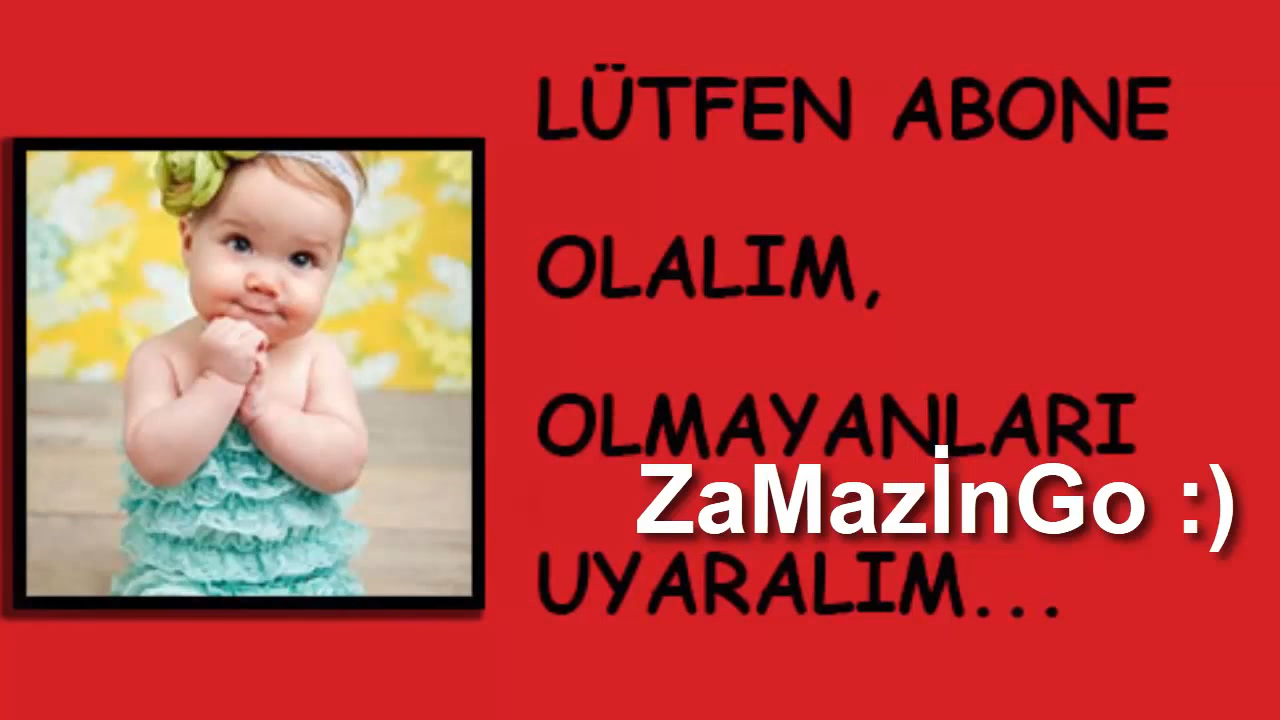 LÜTFEN ABONE
OLALIM,
OLMAYANLARI
ZaMazİnGo :)
UYARALIM...